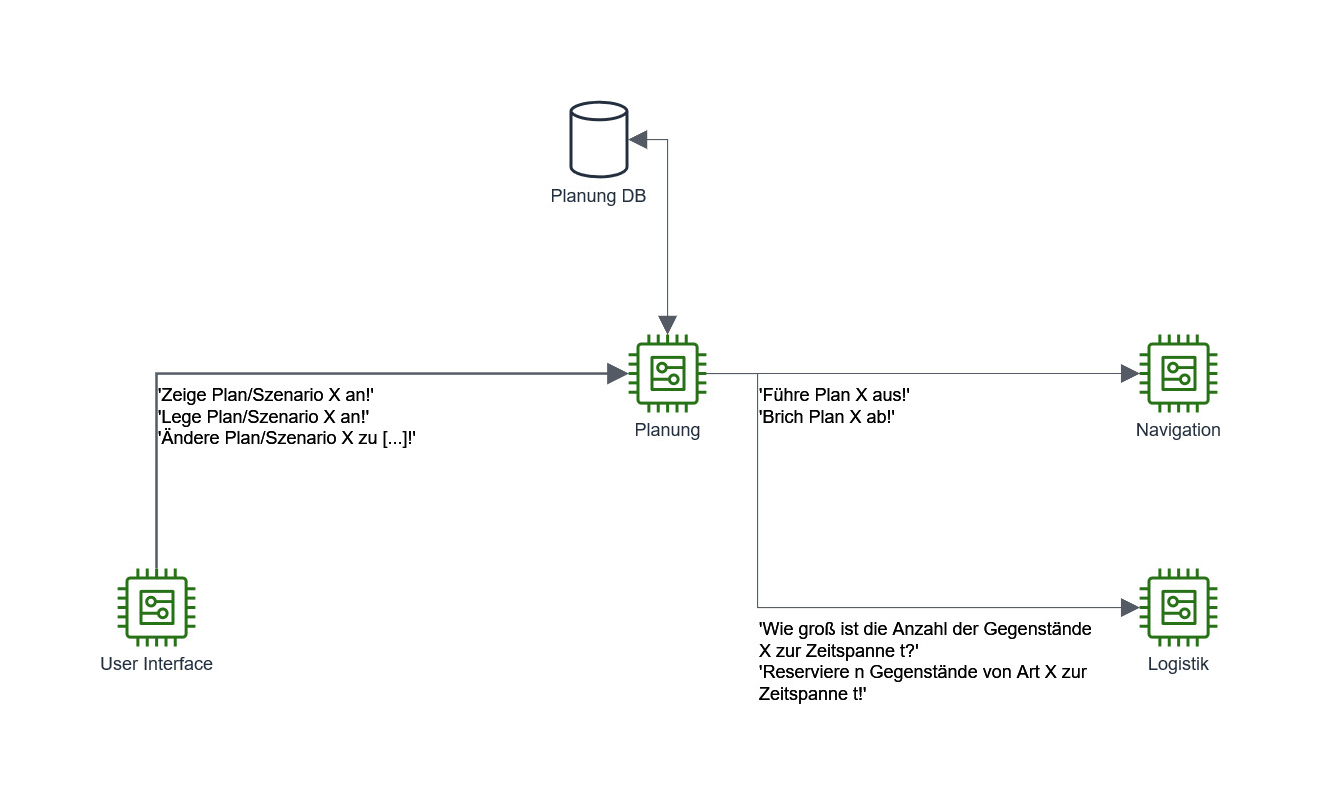 Planung DB
'Zeige Plan/Szenario X an!'
'Lege Plan/Szenario X an!'
'Ändere Plan/Szenario X zu [...]!'
Planung
'Führe Plan X aus!'
'Brich Plan X ab!'
Navigation
User Interface
'Wie groß ist die Anzahl der Gegenstände
X zur Zeitspanne t?'
'Reserviere n Gegenstände von Art X zur
Zeitspanne t!'
Logistik